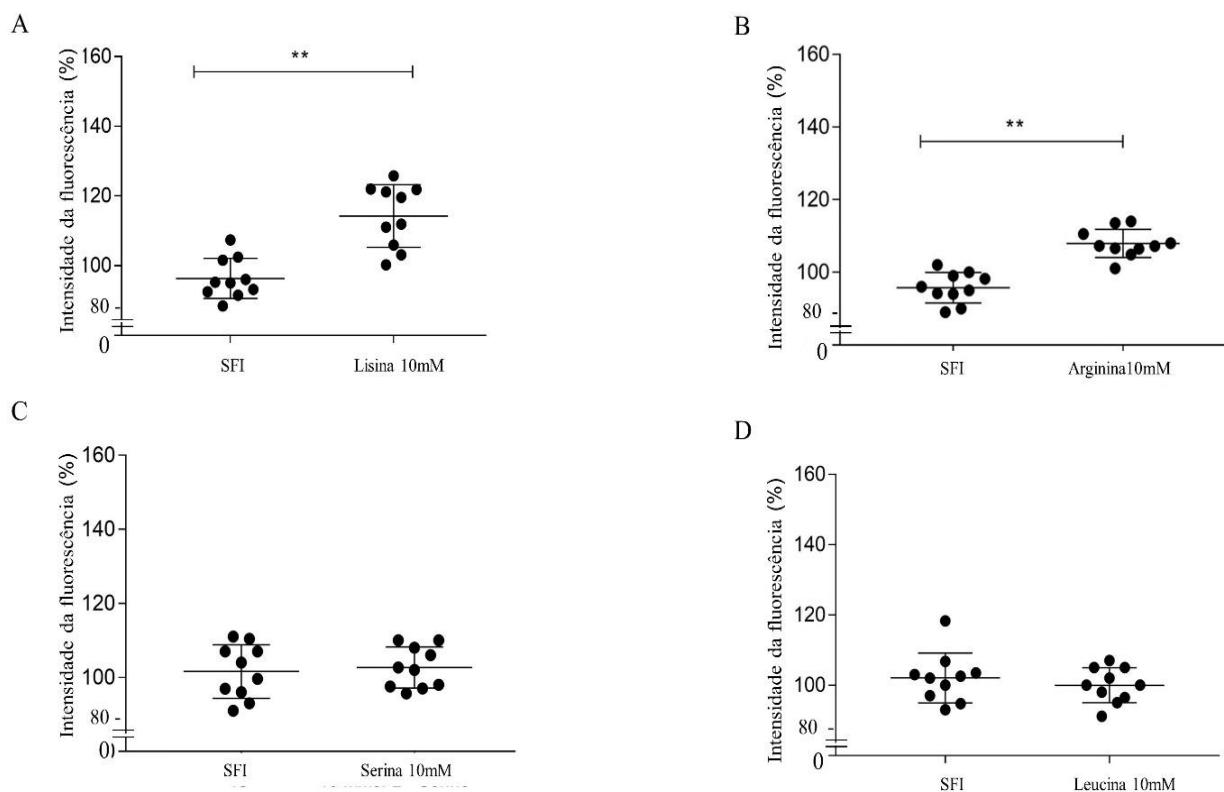 A
Intensidade da fluorescência (%)
160
140
120
100
80
0
**
SFI
Lisina 10mM
B
Intensidade da fluorescência (%)
160
140
120
100
80
0
**
SFI
Arginina10mM
C
Intensidade da fluorescência (%)
160
140
120
100
80
0)
SFI
Serina 10mM
D
Intensidade da fluorescência (%)
160
140
120
100
80
0
SFI
Leucina 10mM